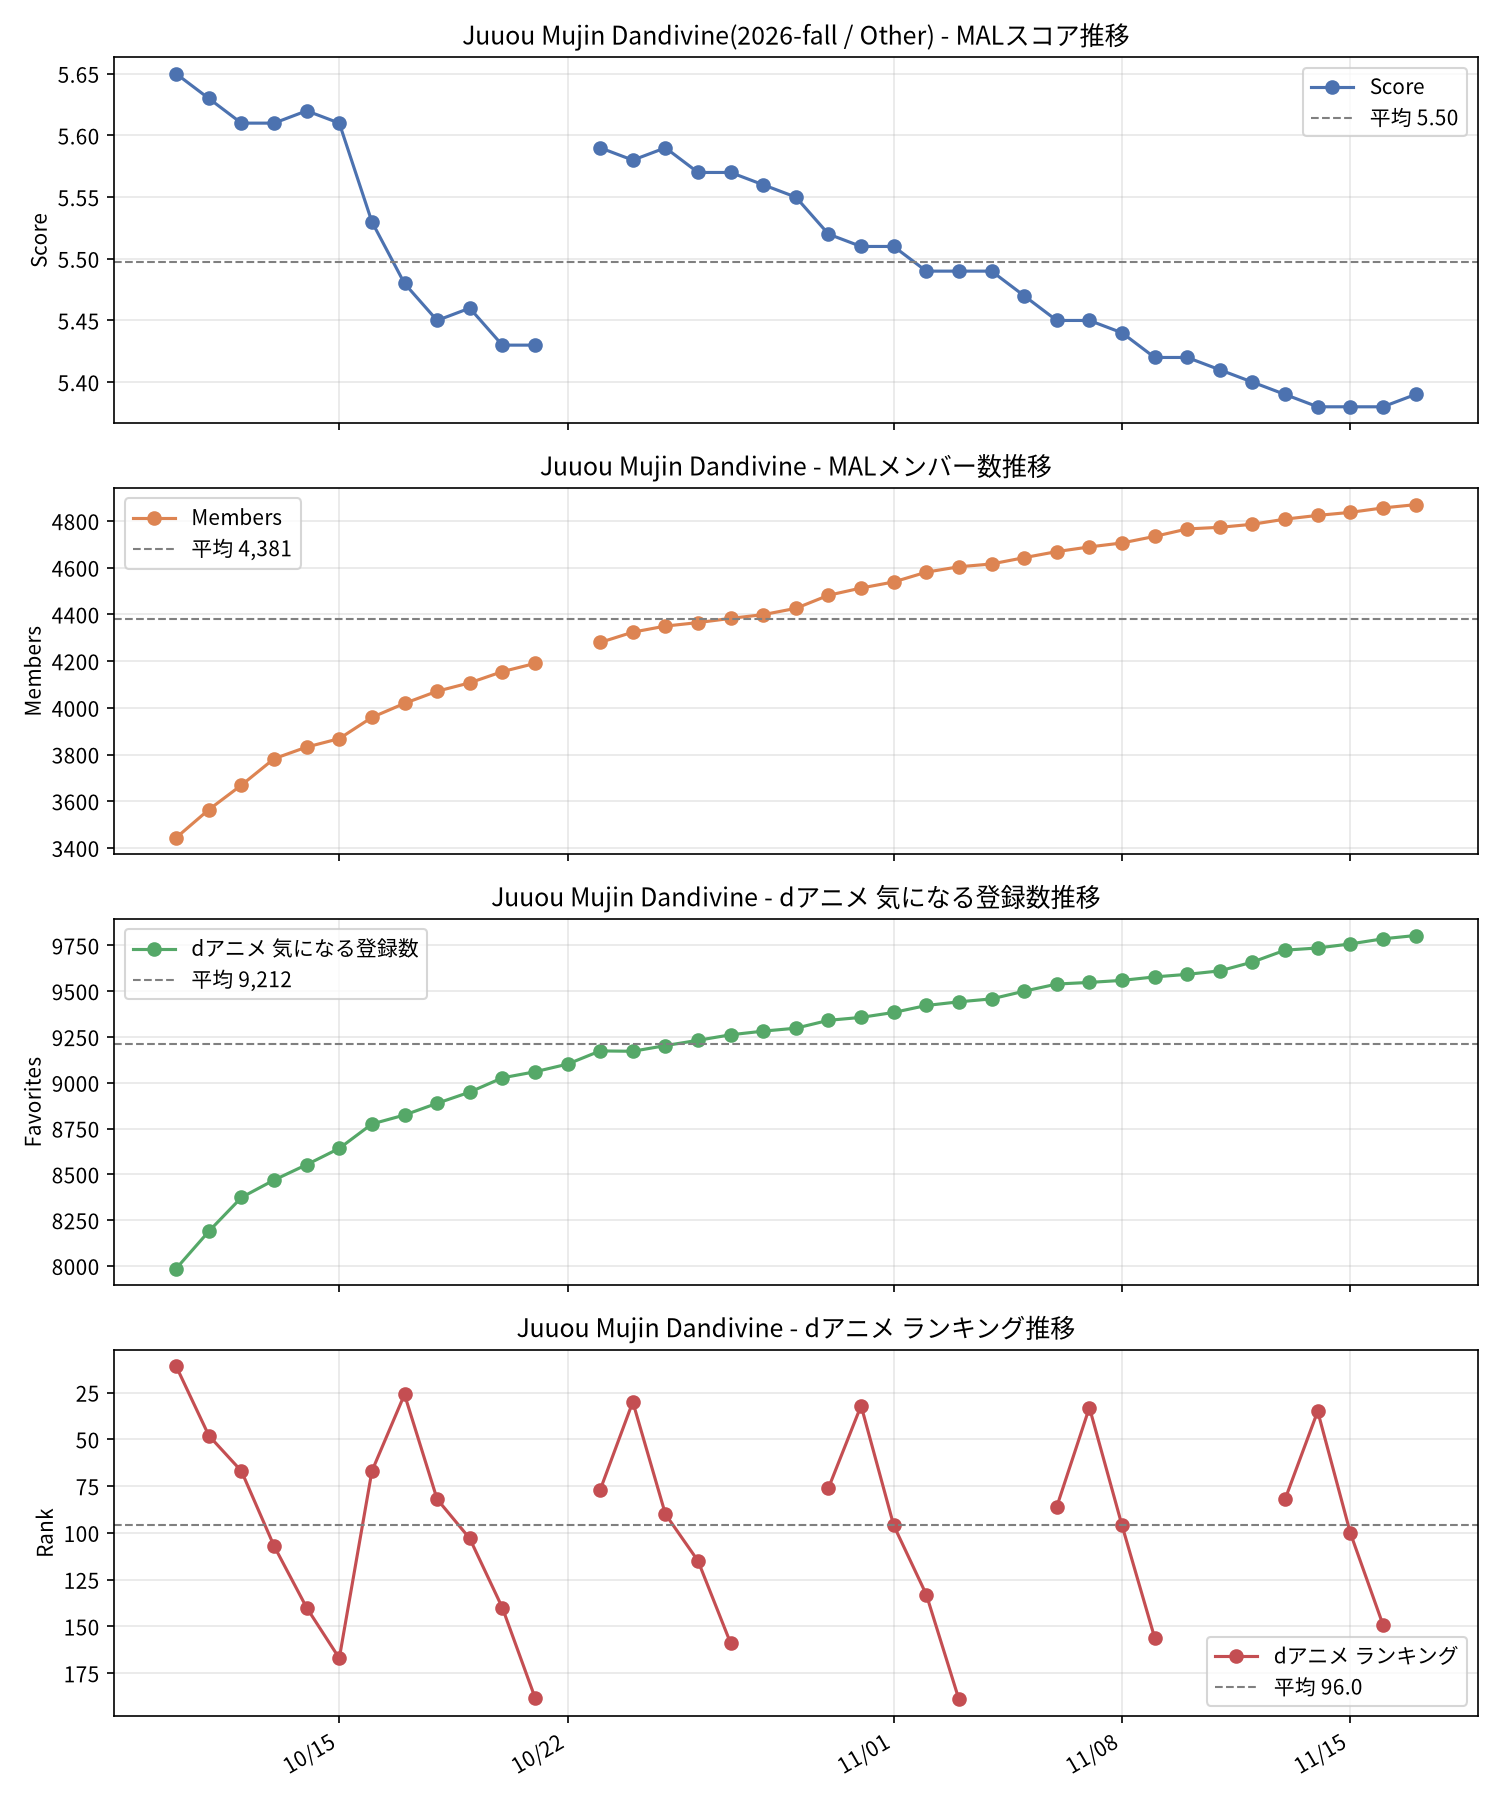 Juuou Mujin Dandivine(2026-fall / Other) - MALスコア推移
Score
平均 5.50
5.65
5.60
5.55
5.50
5.45
5.40
Score
Juuou Mujin Dandivine - MALメンバー数推移
Members
平均 4,381
4800
4600
4400
4200
4000
3800
3600
3400
Members
Juuou Mujin Dandivine - dアニメ 気になる登録数推移
dアニメ 気になる登録数
平均 9,212
9750
9500
9250
9000
8750
8500
8250
8000
Favorites
Juuou Mujin Dandivine - dアニメ ランキング推移
25
50
75
100
125
150
175
Rank
dアニメ ランキング
平均 96.0
10/15
10/22
11/01
11/08
11/15